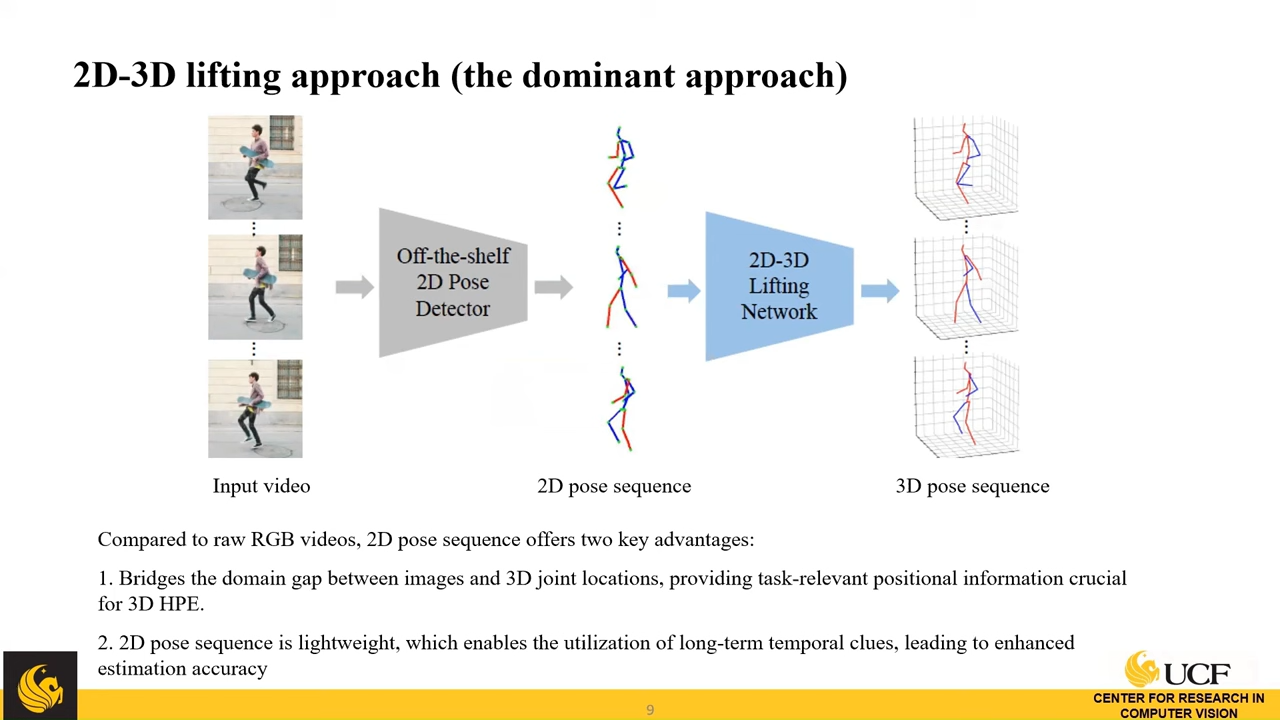 2D-3D lifting approach (the dominant approach)
Off-the-shelf
2D Pose
Detector
2D-3D
Lifting
Network
Input video
2D pose sequence
3D pose sequence
Compared to raw RGB videos, 2D pose sequence offers two key advantages:
1. Bridges the domain gap between images and 3D joint locations, providing task-relevant positional information crucial
for 3D HPE.
2. 2D pose sequence is lightweight, which enables the utilization of long-term temporal clues, leading to enhanced
estimation accuracy
UCF
CENTER FOR RESEARCH IN
COMPUTER VISION
9